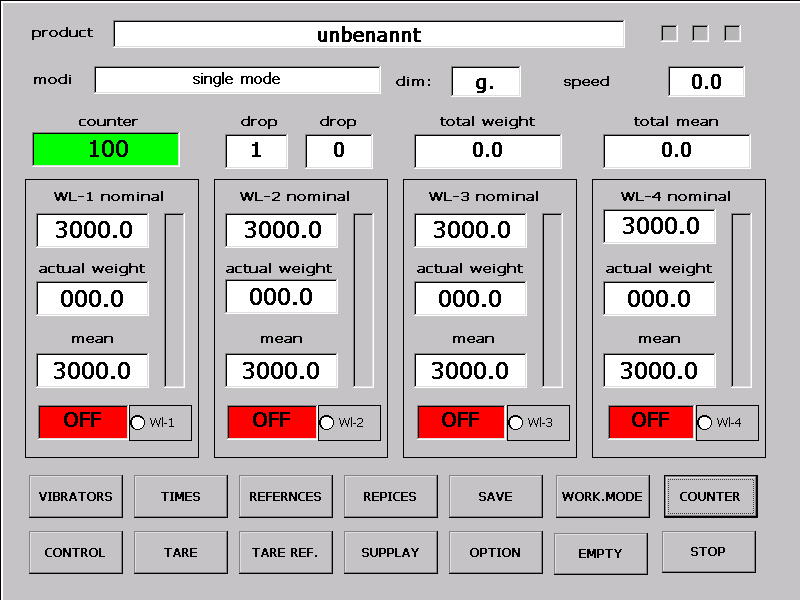 product unbenannt
modi single mode dim: g. speed 0.0
counter drop drop total weight total mean
100 1 0 0.0 0.0
WL-1 nominal WL-2 nominal WL-3 nominal WL-4 nominal
3000.0 3000.0 3000.0 3000.0
actual weight actual weight actual weight actual weight
000.0 000.0 000.0 000.0
mean mean mean mean
3000.0 3000.0 3000.0 3000.0
OFF Wl-1 OFF Wl-2 OFF Wl-3 OFF Wl-4
VIBRATORS TIMES REFERNCES REPICES SAVE WORK.MODE COUNTER
CONTROL TARE TARE REF. SUPPLAY OPTION EMPTY STOP